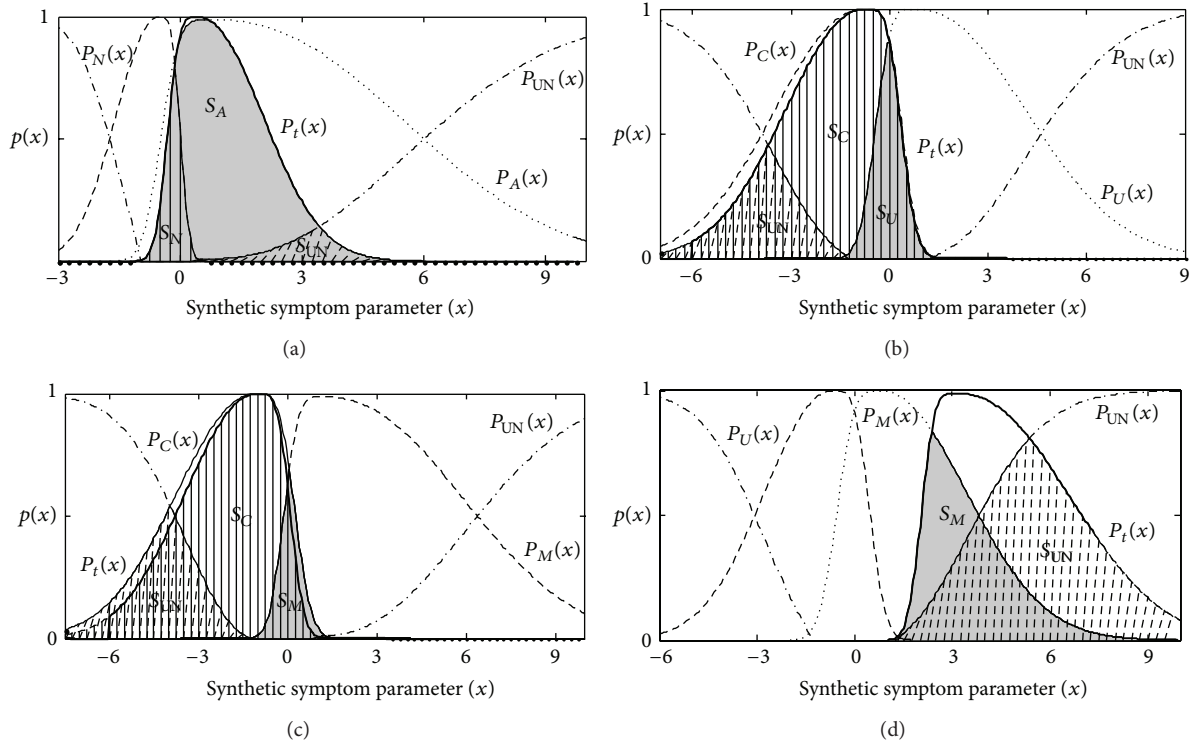 1
P_N(x)
S_A
P_UN(x)
P_t(x)
p(x)
P_A(x)
S_N
S_UN
0
−3 0 3 6 9
Synthetic symptom parameter (x)
(a)
1
P_C(x)
P_UN(x)
S_C
P_t(x)
p(x)
P_U(x)
S_UN
S_U
0
−6 −3 0 3 6 9
Synthetic symptom parameter (x)
(b)
1
P_C(x)
P_UN(x)
p(x)
S_C
P_t(x)
P_M(x)
S_UN
S_M
0
−6 −3 0 3 6 9
Synthetic symptom parameter (x)
(c)
1
P_U(x)
P_M(x)
P_UN(x)
p(x)
S_M
P_t(x)
S_UN
0
−6 −3 0 3 6 9
Synthetic symptom parameter (x)
(d)